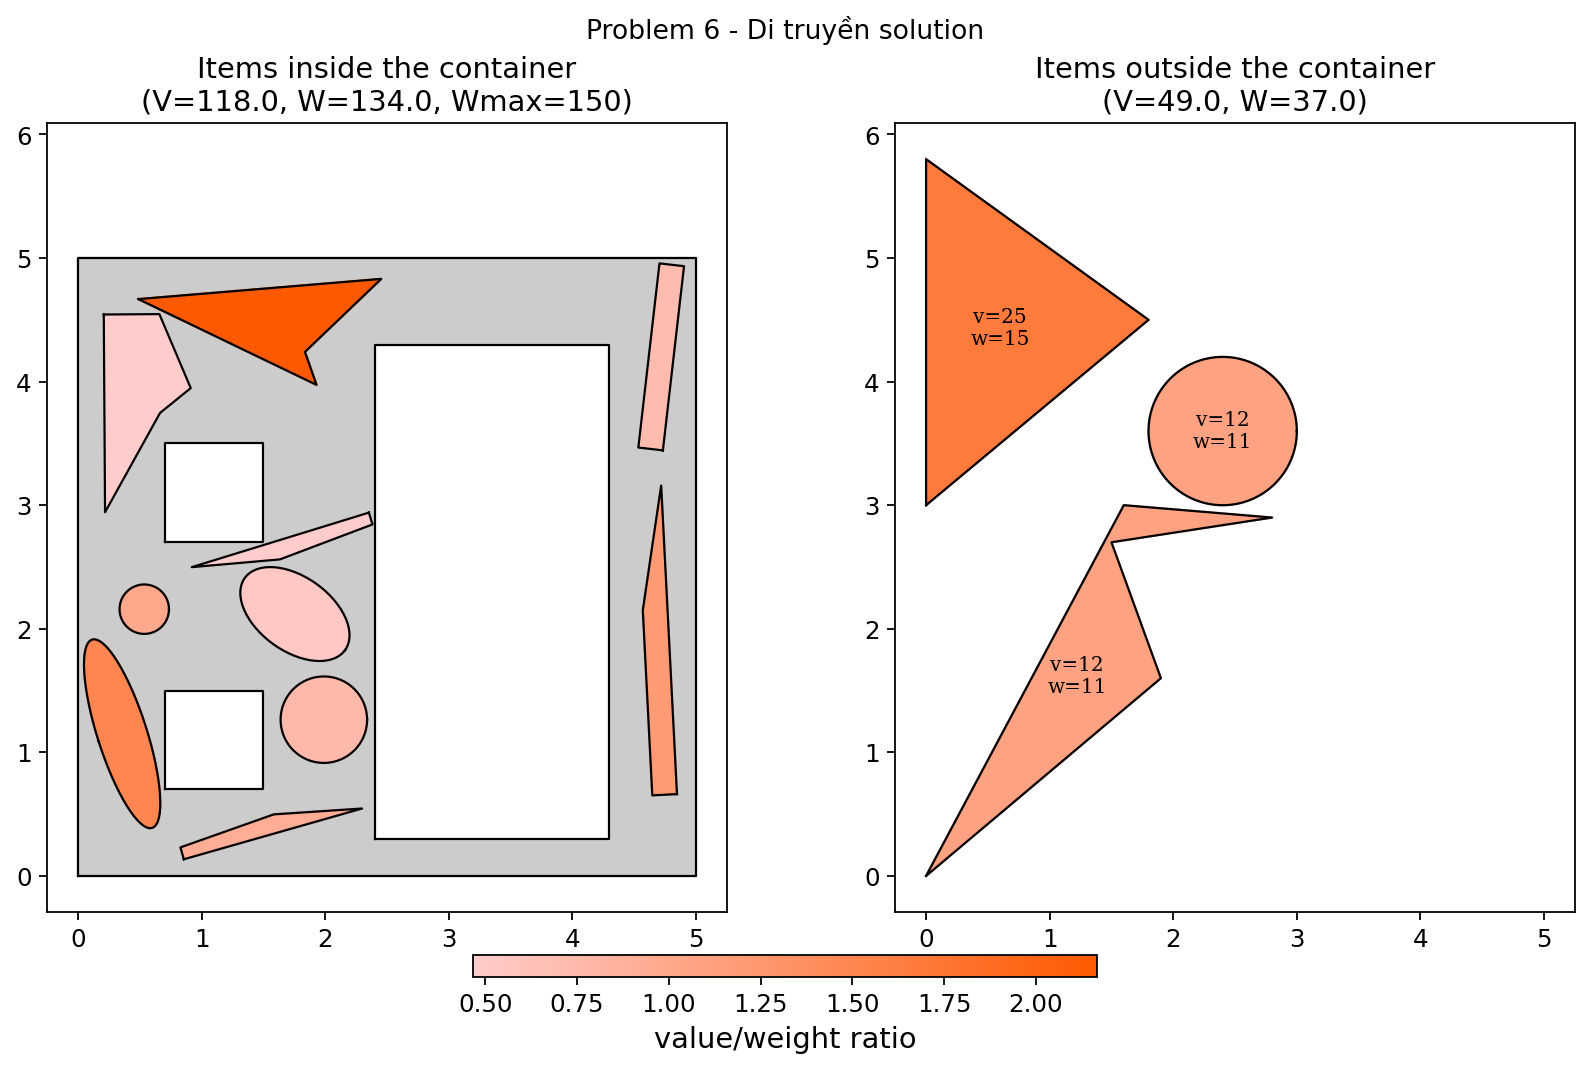 Problem 6 - Di truyền solution
Items inside the container
(V=118.0, W=134.0, Wmax=150)
Items outside the container
(V=49.0, W=37.0)
6
5
4
3
2
1
0
0 1 2 3 4 5
6
5
4
3
2
1
0
v=25
w=15
v=12
w=11
v=12
w=11
0 1 2 3 4 5
0.50 0.75 1.00 1.25 1.50 1.75 2.00
value/weight ratio